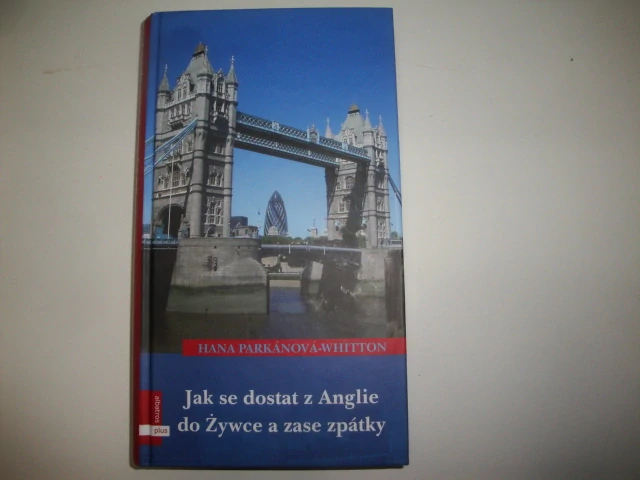 HANA PARKÁNOVÁ-WHITTON
Jak se dostat z Anglie
do Żywce a zase zpátky
albatros
plus